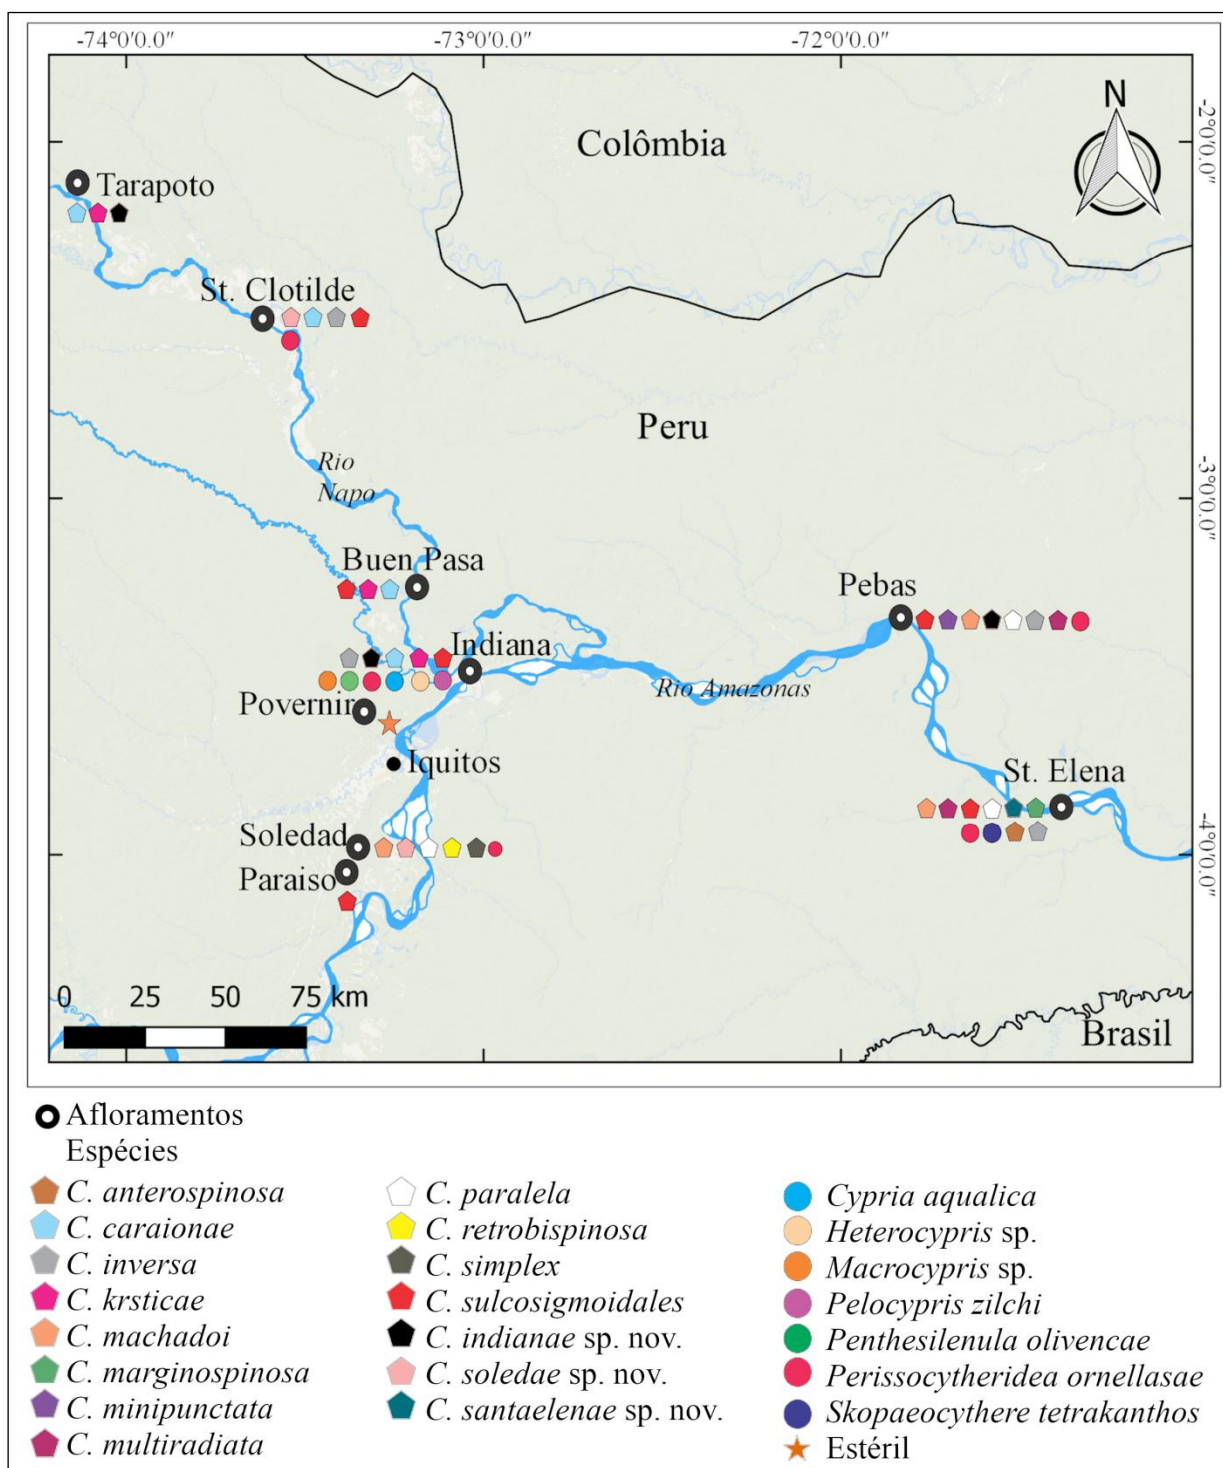 -74°0'0.0"
-73°0'0.0"
-72°0'0.0"
-2°0'0.0"
N
Colômbia
Tarapoto
St. Clotilde
Peru
Rio
Napo
-3°0'0.0"
Buen Pasa
Pebas
Indiana
Rio Amazonas
Povernir
Iquitos
St. Elena
Soledad
Paraiso
-4°0'0.0"
0 25 50 75 km
Brasil
Afloramentos
Espécies
C. anterospinosa
C. caraionae
C. inversa
C. krsticae
C. machadoi
C. marginospinosa
C. minipunctata
C. multiradiata
C. paralela
C. retrobispinosa
C. simplex
C. sulcosigmoidales
C. indianae sp. nov.
C. soledae sp. nov.
C. santaelenae sp. nov.
Cypria aqualica
Heterocypris sp.
Macrocypris sp.
Pelocypris zilchi
Penthesilenula olivencae
Perissocytheridea ornellasae
Skopaeocythere tetrakanthos
Estéril